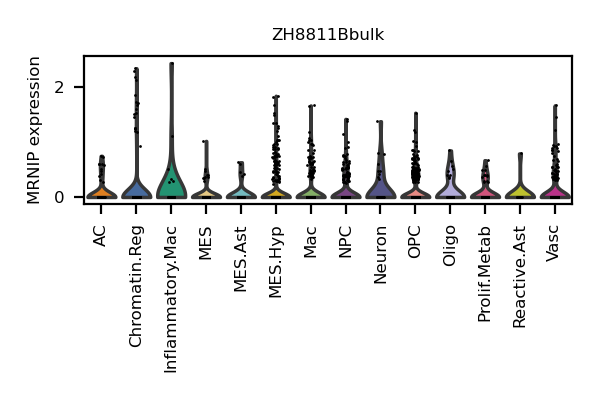 ZH8811Bbulk
MRNIP expression
2
0
AC
Chromatin.Reg
Inflammatory.Mac
MES
MES.Ast
MES.Hyp
Mac
NPC
Neuron
OPC
Oligo
Prolif.Metab
Reactive.Ast
Vasc